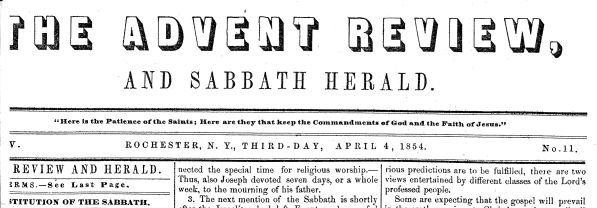 THE ADVENT REVIEW,
AND SABBATH HERALD.
"Here is the Patience of the Saints; Here are they that keep the Commandments of God and the Faith of Jesus."
V. ROCHESTER, N. Y., THIRD-DAY, APRIL 4, 1854. No. 11.
REVIEW AND HERALD.
ERMS.—See Last Page.
STITUTION OF THE SABBATH.
nected the special time for religious worship.—
Thus, also Joseph devoted seven days, or a whole
week, to the mourning of his father.
3. The next mention of the Sabbath is shortly
rious predictions are to be fulfilled, there are two
views entertained by different classes of the Lord's
professed people.
Some are expecting that the gospel will prevail